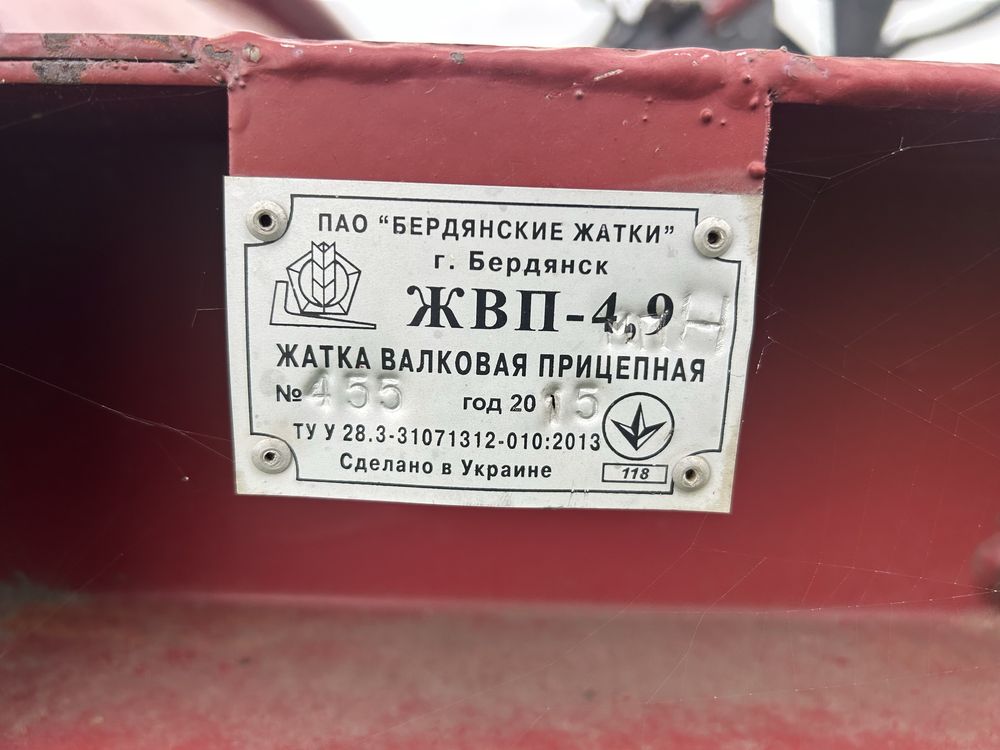 ПАО “БЕРДЯНСКИЕ ЖАТКИ”
г. Бердянск
ЖВП-4,9 Н
ЖАТКА ВАЛКОВАЯ ПРИЦЕПНАЯ
№ 455 год 2015
ТУ У 28.3-31071312-010:2013
Сделано в Украине
118